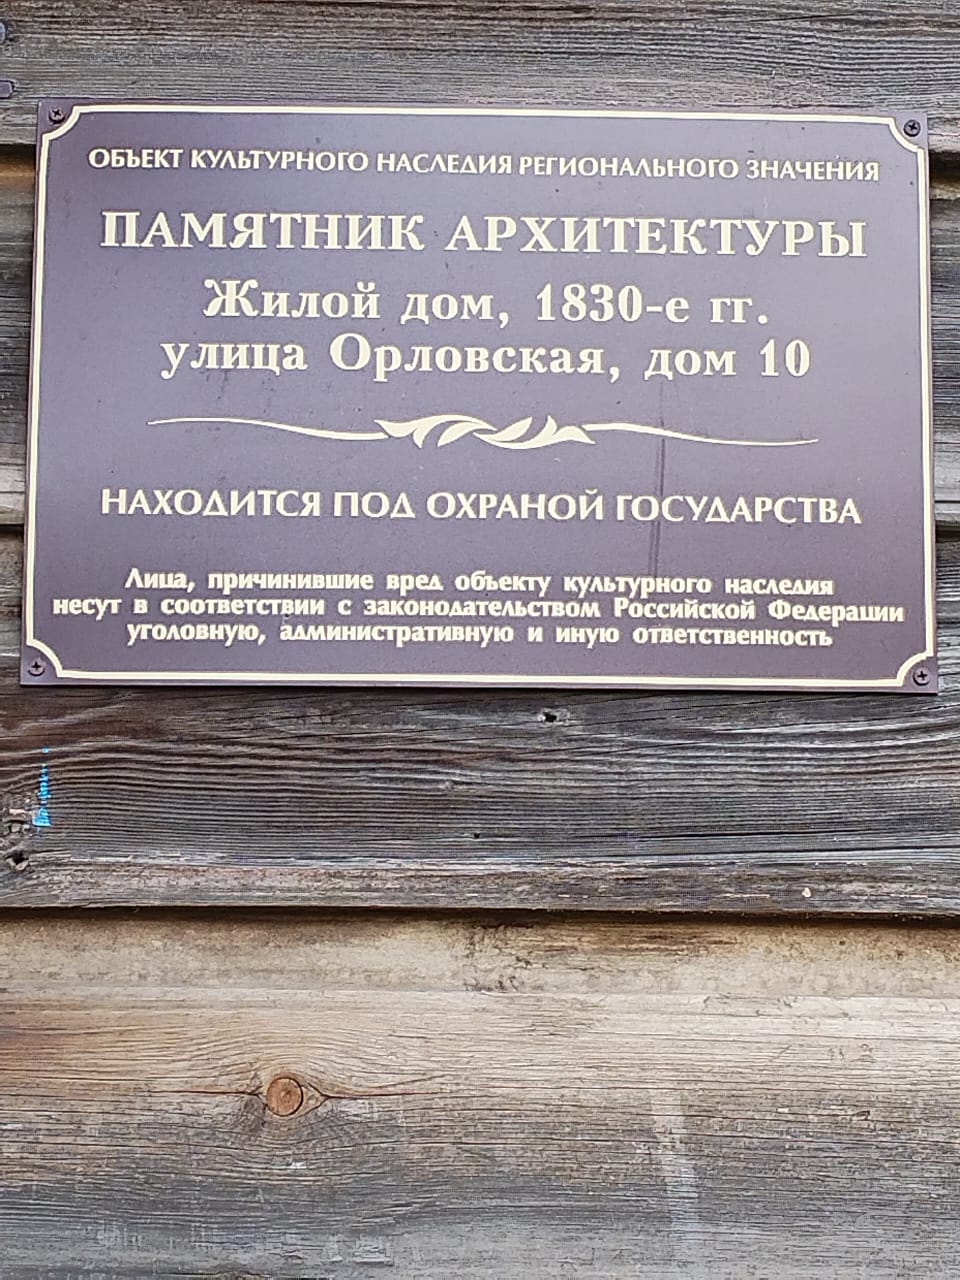 ОБЪЕКТ КУЛЬТУРНОГО НАСЛЕДИЯ РЕГИОНАЛЬНОГО ЗНАЧЕНИЯ
ПАМЯТНИК АРХИТЕКТУРЫ
Жилой дом, 1830-е гг.
улица Орловская, дом 10
НАХОДИТСЯ ПОД ОХРАНОЙ ГОСУДАРСТВА
Лица, причинившие вред объекту культурного наследия
несут в соответствии с законодательством Российской Федерации
уголовную, административную и иную ответственность